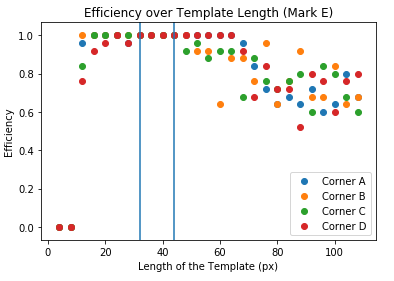 Efficiency over Template Length (Mark E)
Efficiency
1.0
0.8
0.6
0.4
0.2
0.0
Corner A
Corner B
Corner C
Corner D
0 20 40 60 80 100
Length of the Template (px)